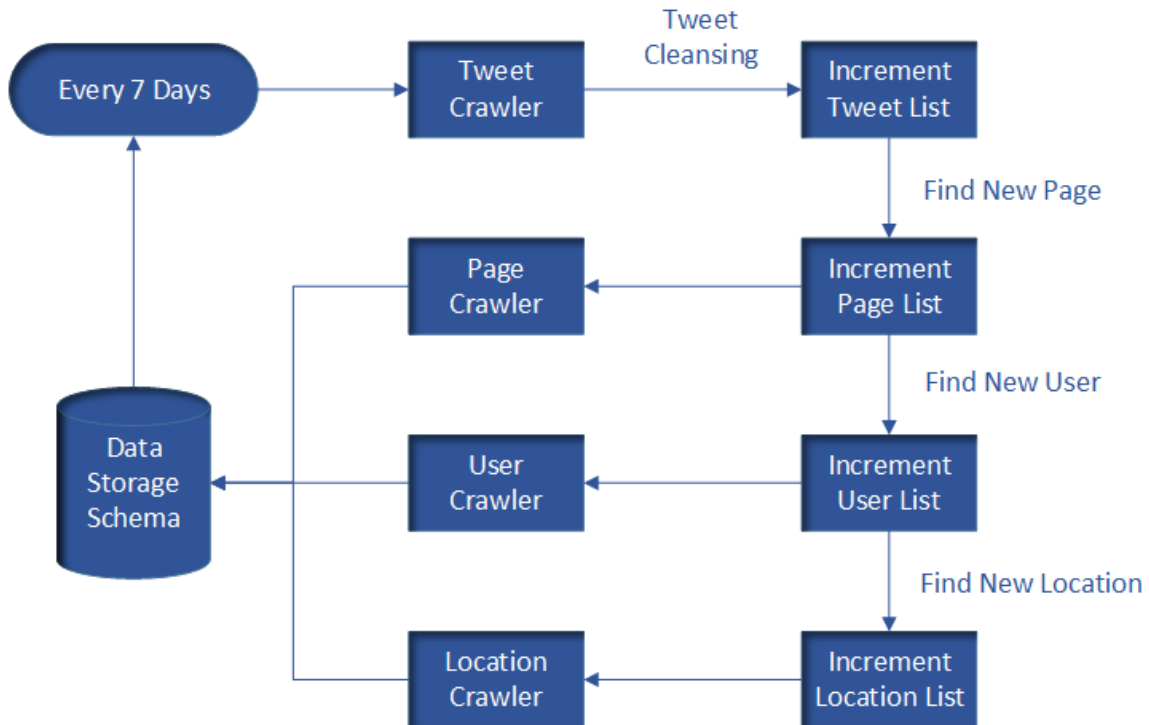 Every 7 Days
Tweet
Crawler
Tweet
Cleansing
Increment
Tweet List
Find New Page
Page
Crawler
Increment
Page List
Find New User
Data
Storage
Schema
User
Crawler
Increment
User List
Find New Location
Location
Crawler
Increment
Location List